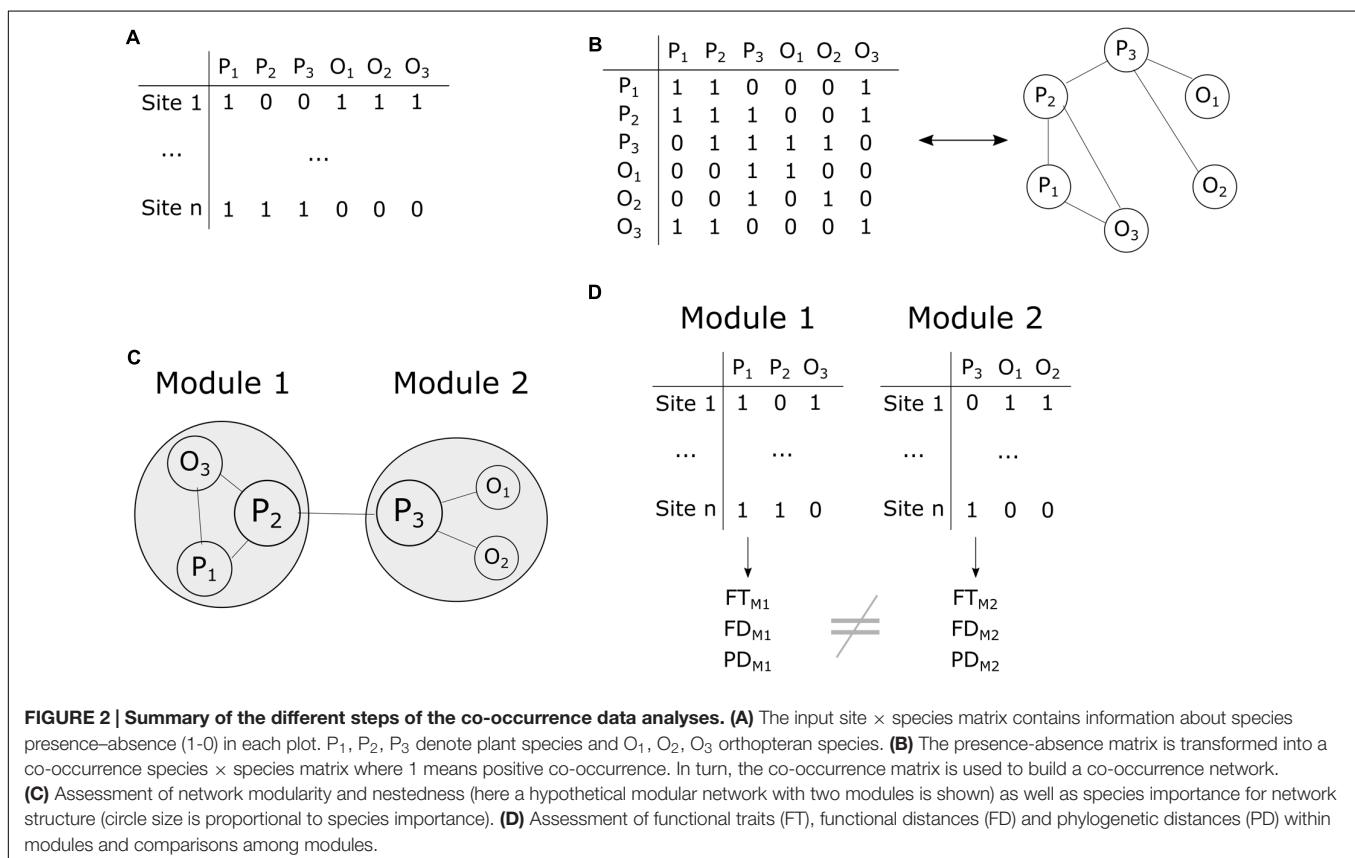 A
P₁ P₂ P₃ O₁ O₂ O₃
Site 1 1 0 0 1 1 1
... ...
Site n 1 1 1 0 0 0
B
P₁ P₂ P₃ O₁ O₂ O₃
P₁ 1 1 0 0 0 1
P₂ 1 1 1 0 0 1
P₃ 0 1 1 1 1 0
O₁ 0 0 1 1 0 0
O₂ 0 0 1 0 1 0
O₃ 1 1 0 0 0 1
P₃
P₂
O₁
P₁
O₂
O₃
C
Module 1 Module 2
O₃
P₂
P₁
P₃
O₁
O₂
D
Module 1 Module 2
P₁ P₂ O₃ P₃ O₁ O₂
Site 1 1 0 1 Site 1 0 1 1
... ... ... ...
Site n 1 1 0 Site n 1 0 0
FT_M1 FT_M2
FD_M1 ≠ FD_M2
PD_M1 PD_M2
FIGURE 2 | Summary of the different steps of the co-occurrence data analyses. (A) The input site × species matrix contains information about species
presence–absence (1-0) in each plot. P₁, P₂, P₃ denote plant species and O₁, O₂, O₃ orthopteran species. (B) The presence-absence matrix is transformed into a
co-occurrence species × species matrix where 1 means positive co-occurrence. In turn, the co-occurrence matrix is used to build a co-occurrence network.
(C) Assessment of network modularity and nestedness (here a hypothetical modular network with two modules is shown) as well as species importance for network
structure (circle size is proportional to species importance). (D) Assessment of functional traits (FT), functional distances (FD) and phylogenetic distances (PD) within
modules and comparisons among modules.